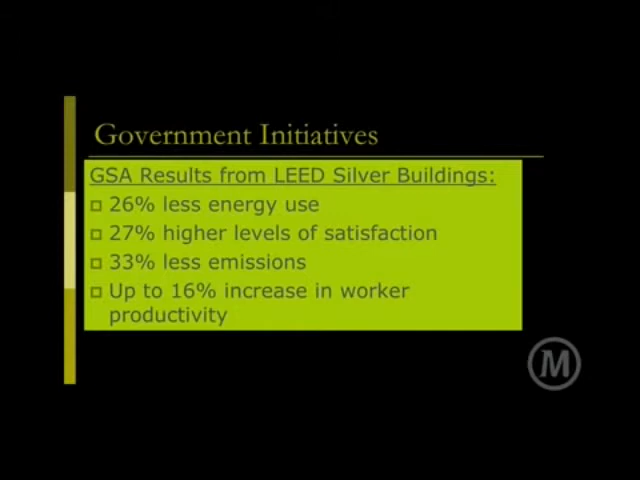 Government Initiatives
GSA Results from LEED Silver Buildings:
26% less energy use
27% higher levels of satisfaction
33% less emissions
Up to 16% increase in worker
productivity
M